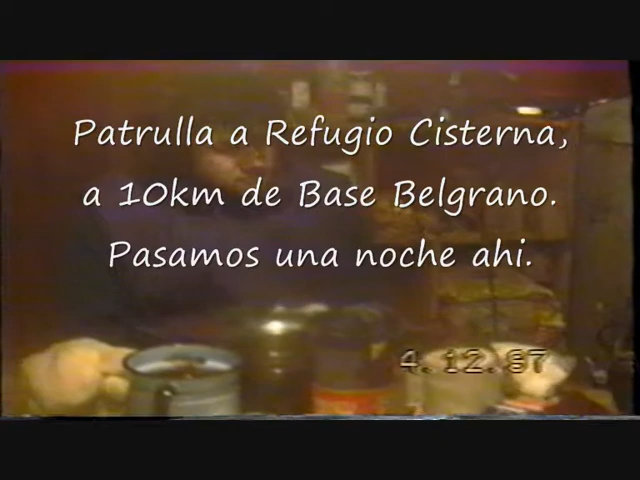 Patrulla a Refugio Cisterna,
a 10km de Base Belgrano.
Pasamos una noche ahi.
4.12.87